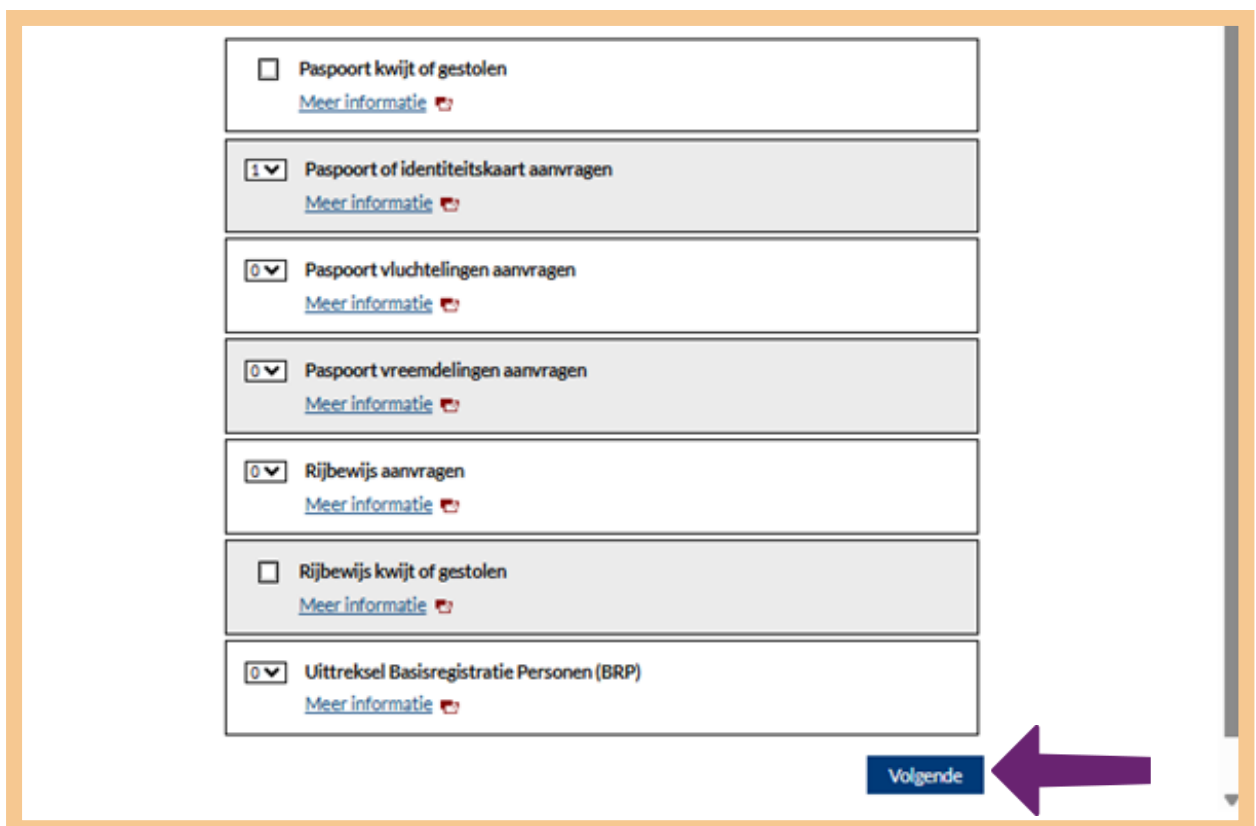 Paspoort kwijt of gestolen
Meer informatie
1 Paspoort of identiteitskaart aanvragen
Meer informatie
0 Paspoort vluchtelingen aanvragen
Meer informatie
0 Paspoort vreemdelingen aanvragen
Meer informatie
0 Rijbewijs aanvragen
Meer informatie
Rijbewijs kwijt of gestolen
Meer informatie
0 Uittreksel Basisregistratie Personen (BRP)
Meer informatie
Volgende